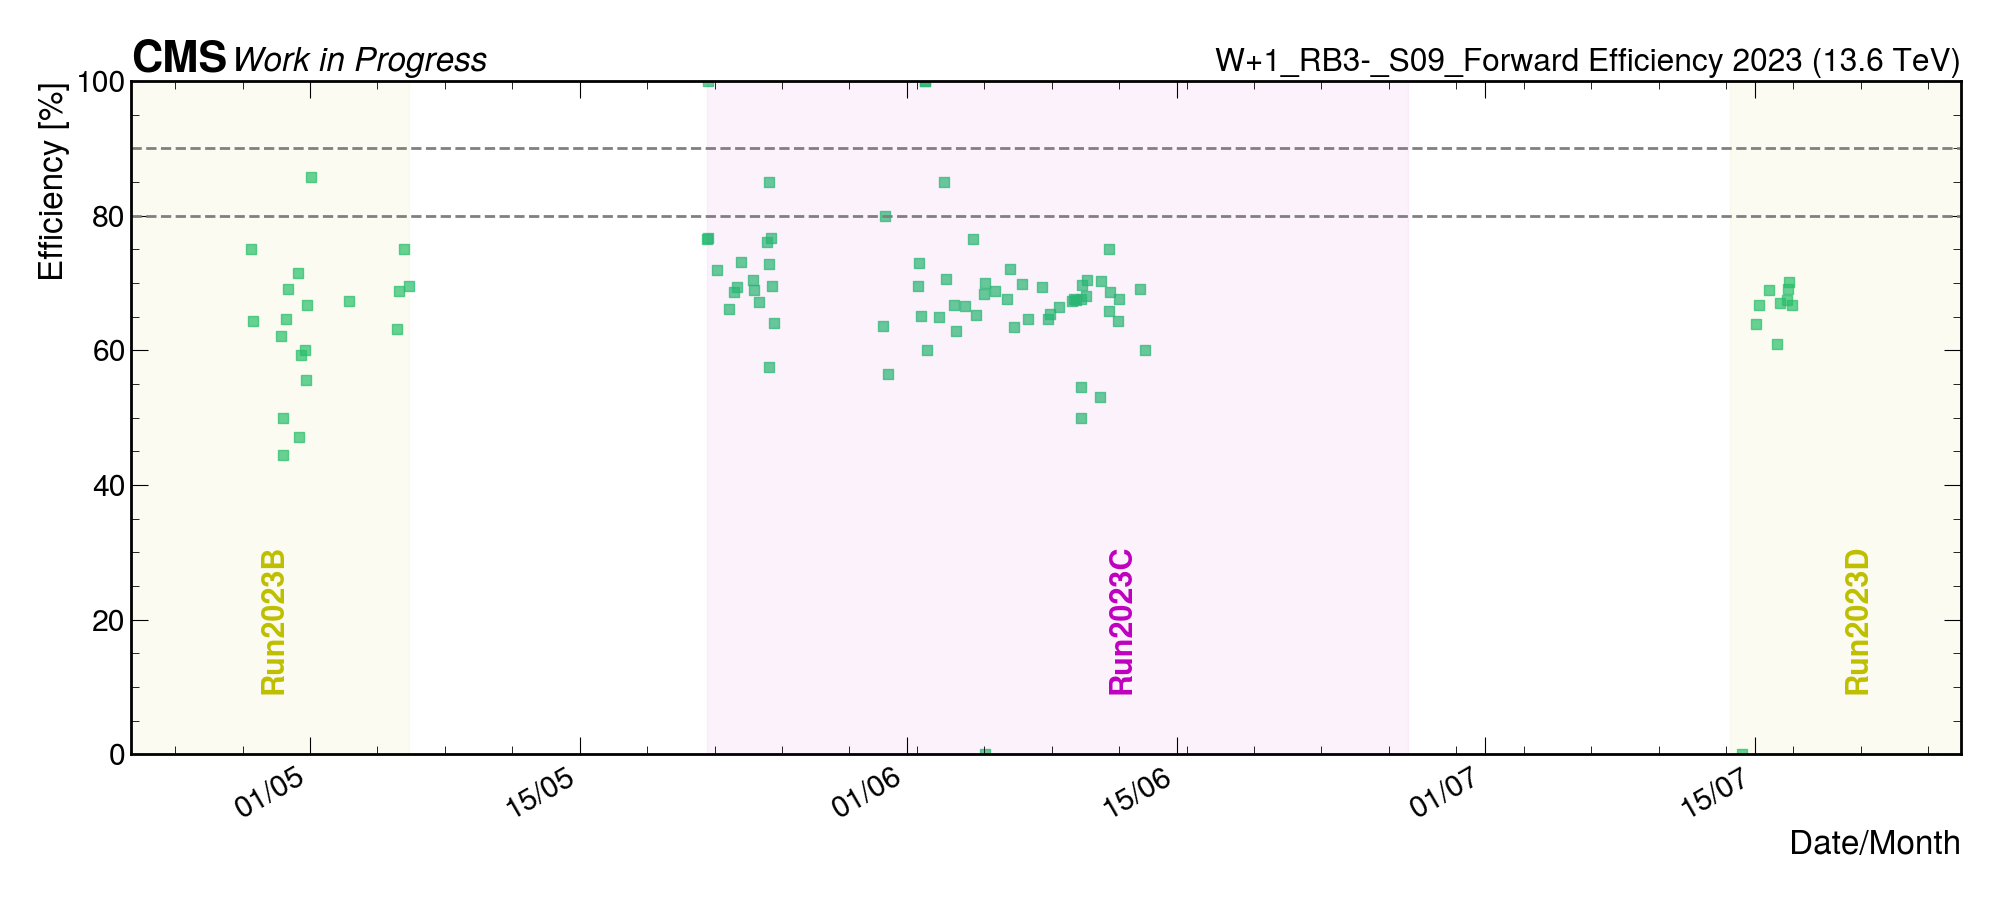 CMS Work in Progress
W+1_RB3-_S09_Forward Efficiency 2023 (13.6 TeV)
Efficiency [%]
100
80
60
40
20
0
Run2023B
Run2023C
Run2023D
01/05
15/05
01/06
15/06
01/07
15/07
Date/Month